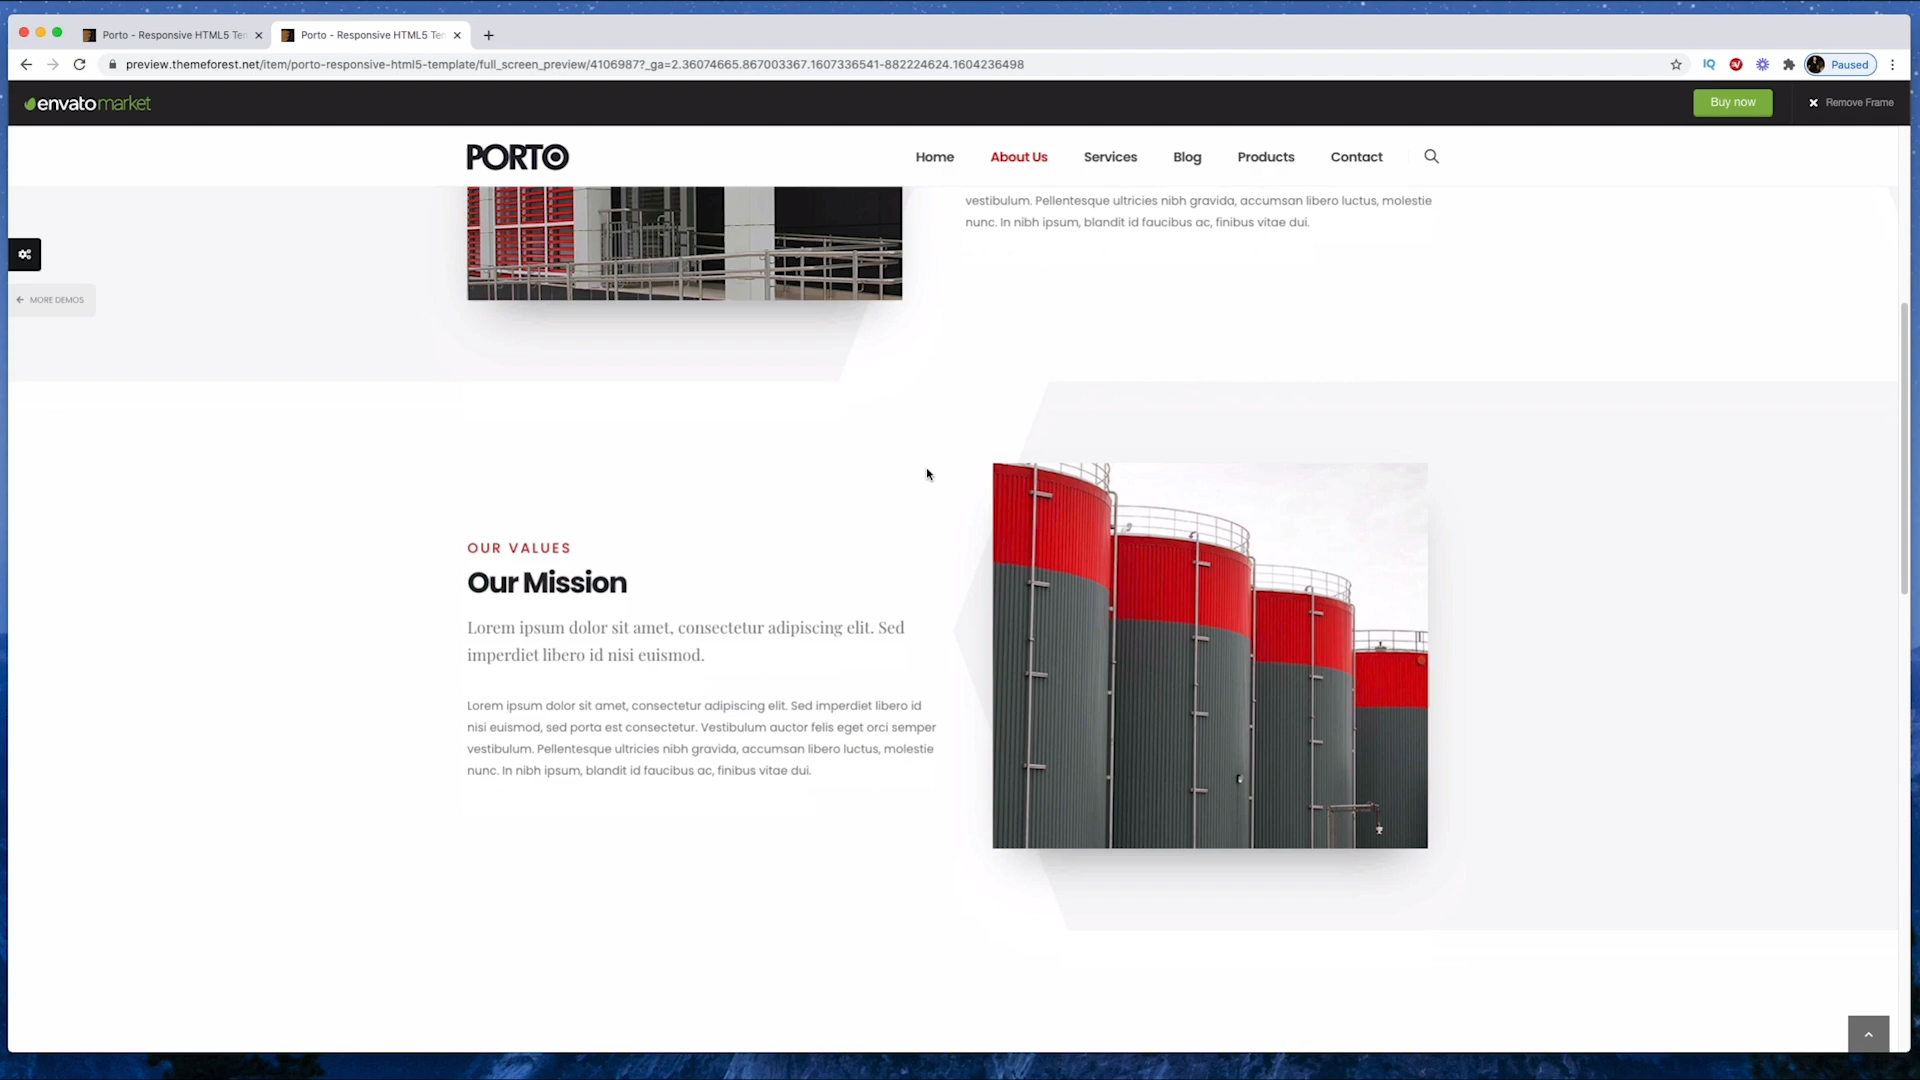 Porto - Responsive HTML5 Ten
Porto - Responsive HTML5 Ten
preview.themeforest.net/item/porto-responsive-html5-template/full_screen_preview/4106987?_ga=2.36074665.867003367.1607336541-882224624.1604236498
IQ
Paused
envatomarket
Buy now
Remove Frame
PORTO
Home
About Us
Services
Blog
Products
Contact
vestibulum. Pellentesque ultricies nibh gravida, accumsan libero luctus, molestie
nunc. In nibh ipsum, blandit id faucibus ac, finibus vitae dui.
MORE DEMOS
OUR VALUES
Our Mission
Lorem ipsum dolor sit amet, consectetur adipiscing elit. Sed
imperdiet libero id nisi euismod.
Lorem ipsum dolor sit amet, consectetur adipiscing elit. Sed imperdiet libero id
nisi euismod, sed porta est consectetur. Vestibulum auctor felis eget orci semper
vestibulum. Pellentesque ultricies nibh gravida, accumsan libero luctus, molestie
nunc. In nibh ipsum, blandit id faucibus ac, finibus vitae dui.